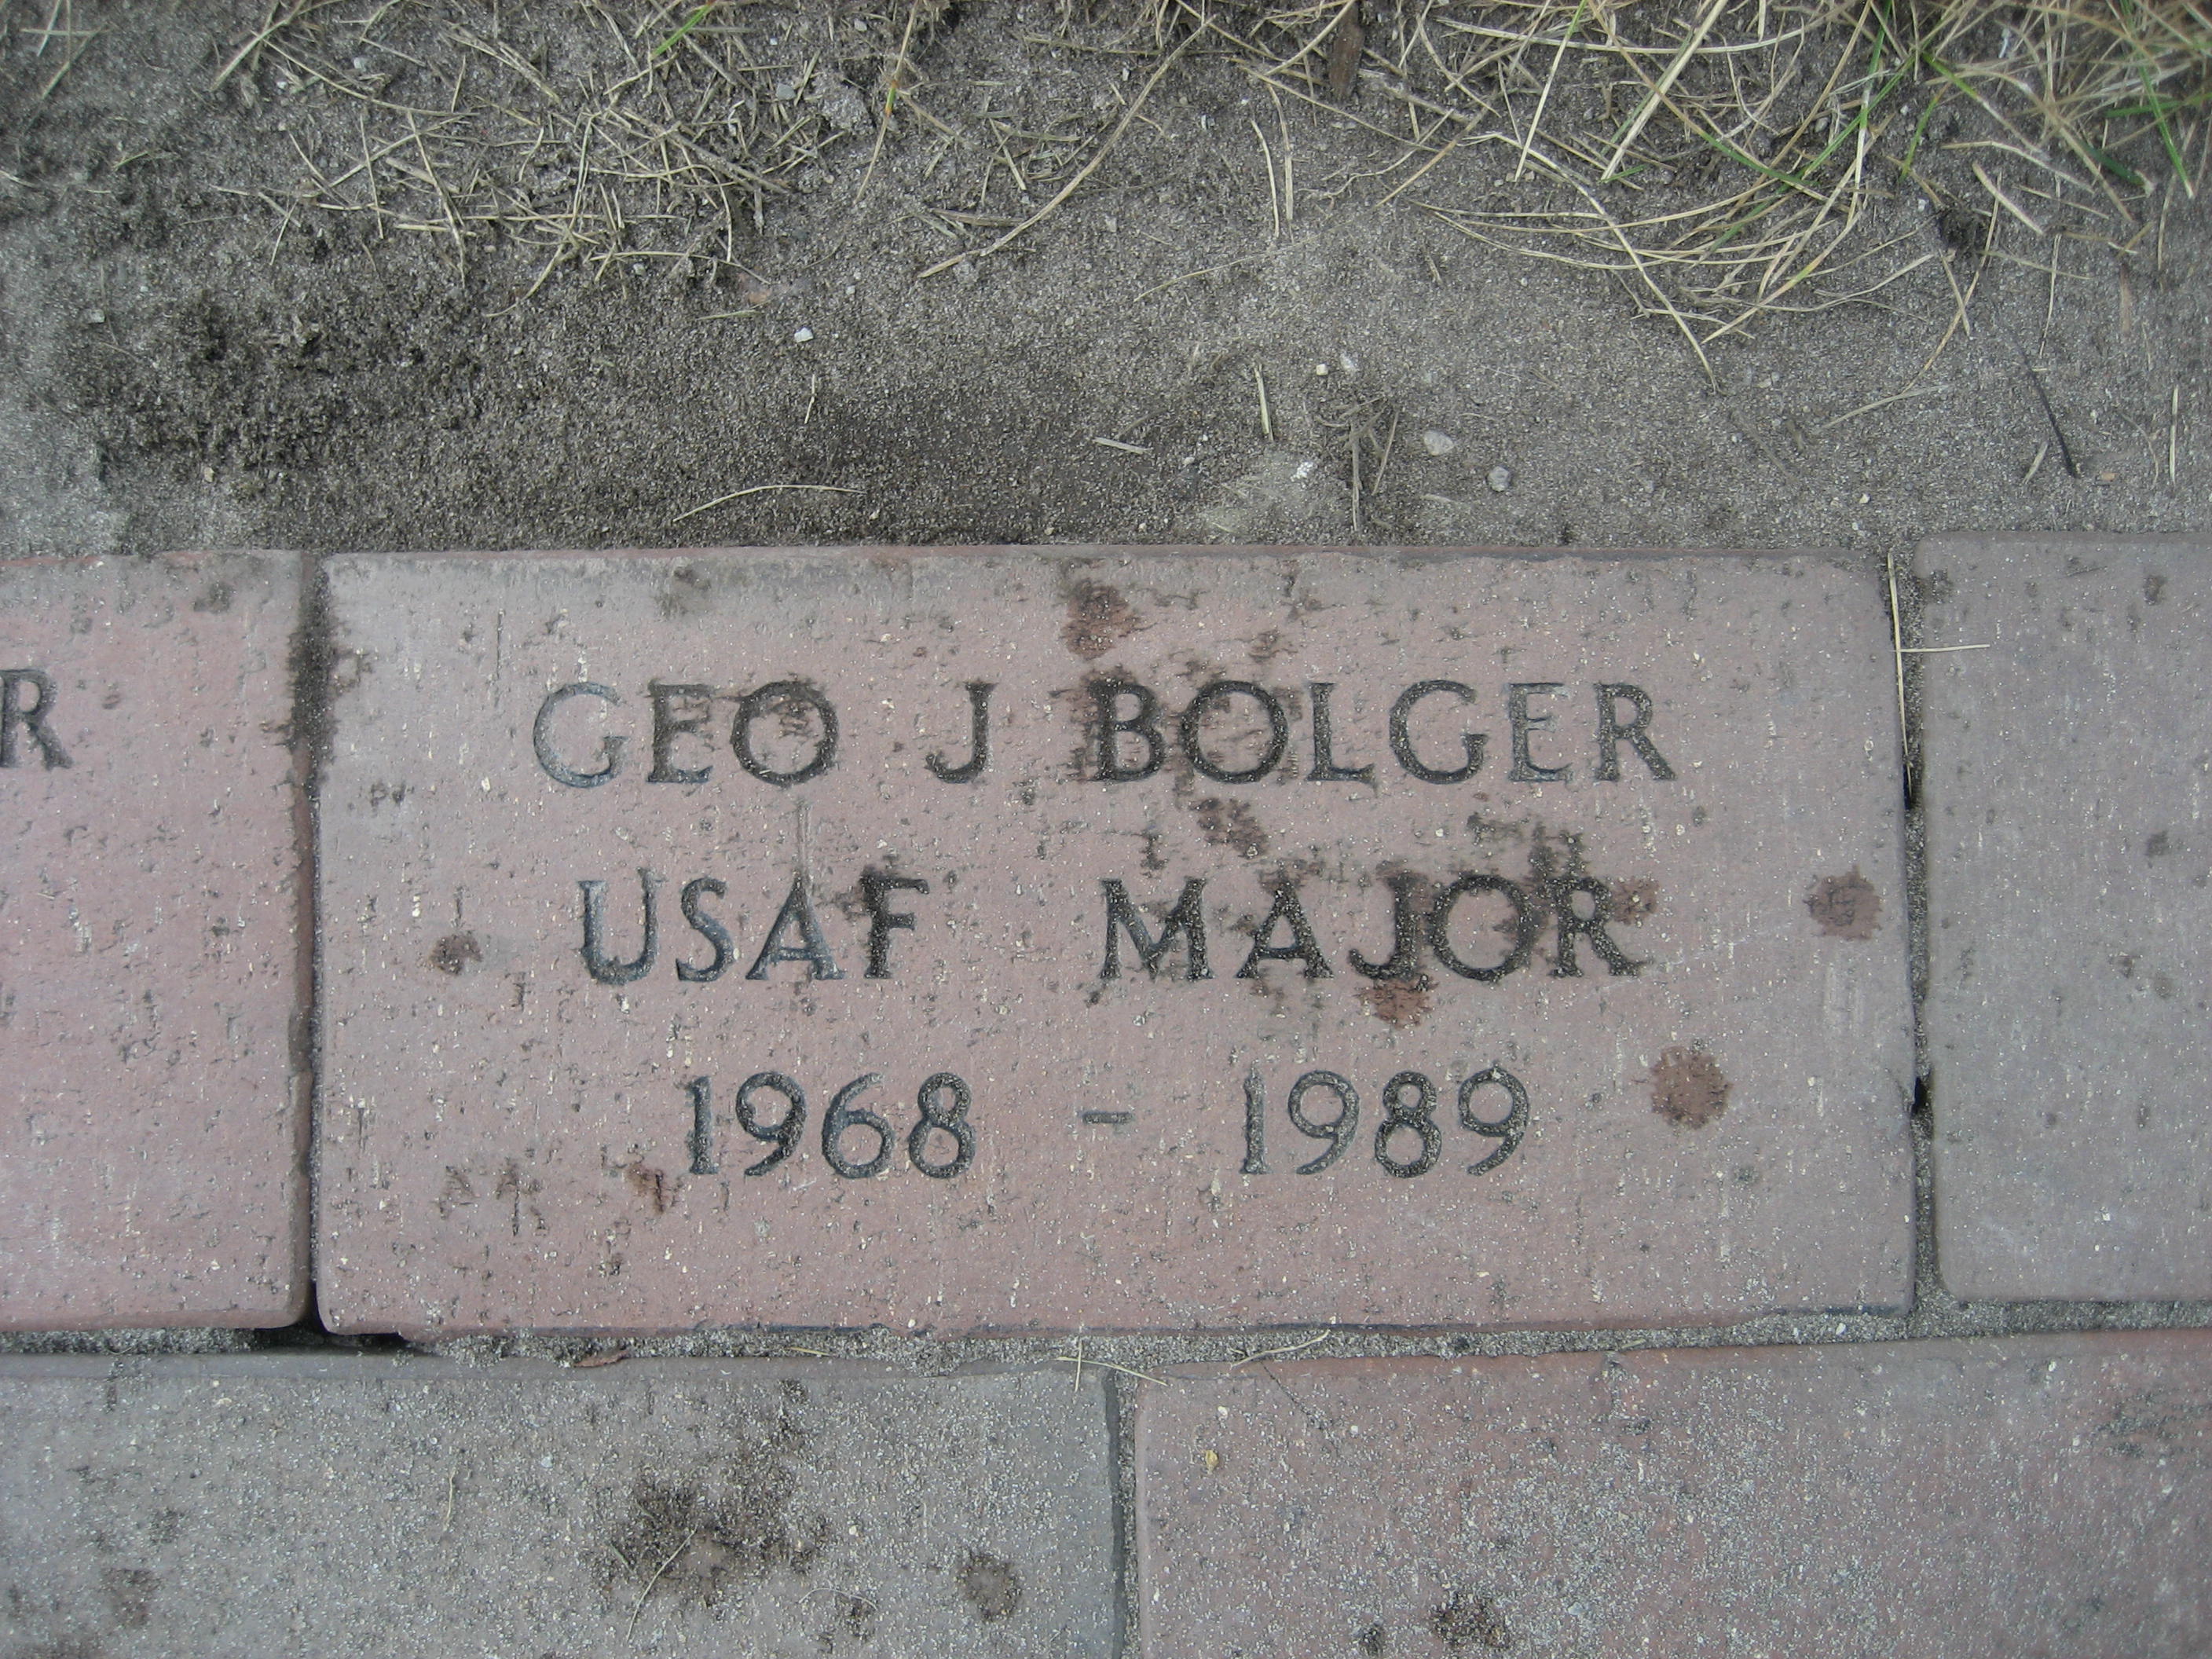 GEO J BOLGER
USAF MAJOR
1968 - 1989